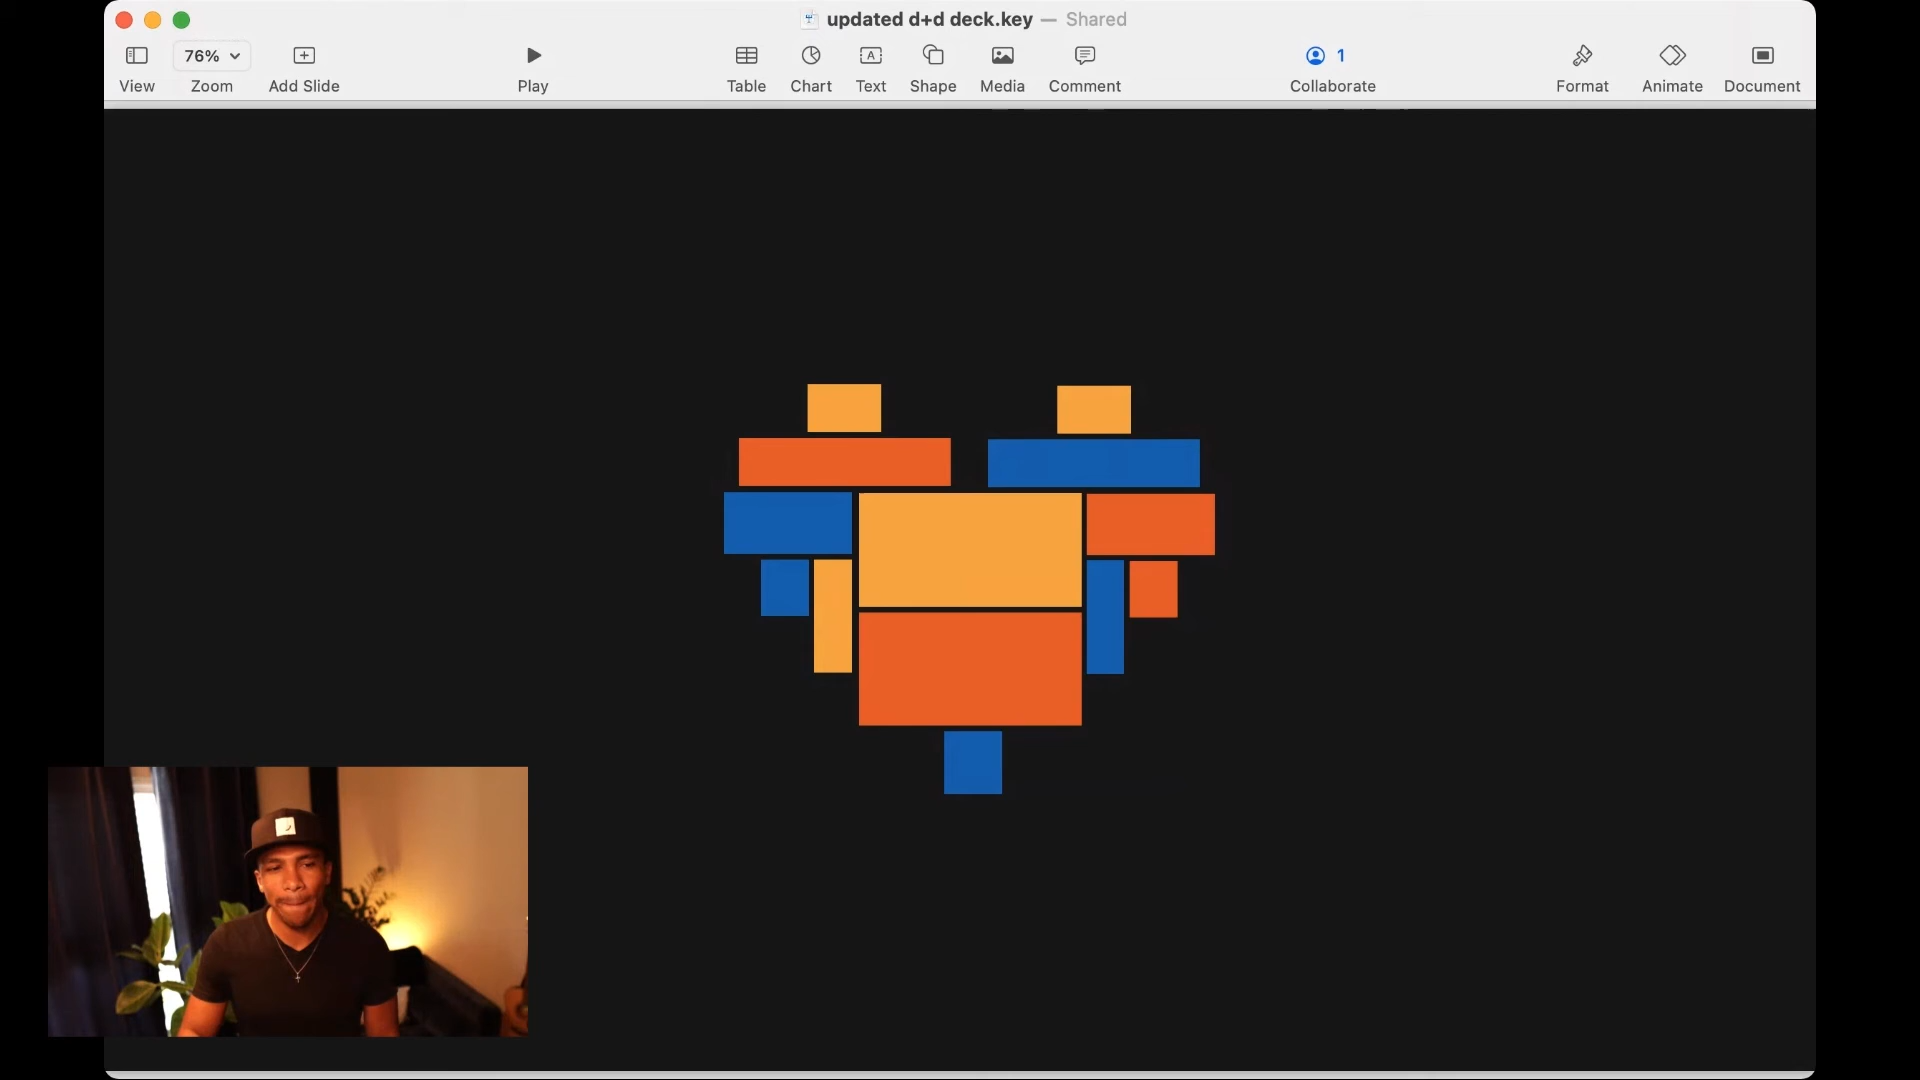 updated d+d deck.key — Shared
76%
1
View
Zoom
Add Slide
Play
Table
Chart
Text
Shape
Media
Comment
Collaborate
Format
Animate
Document